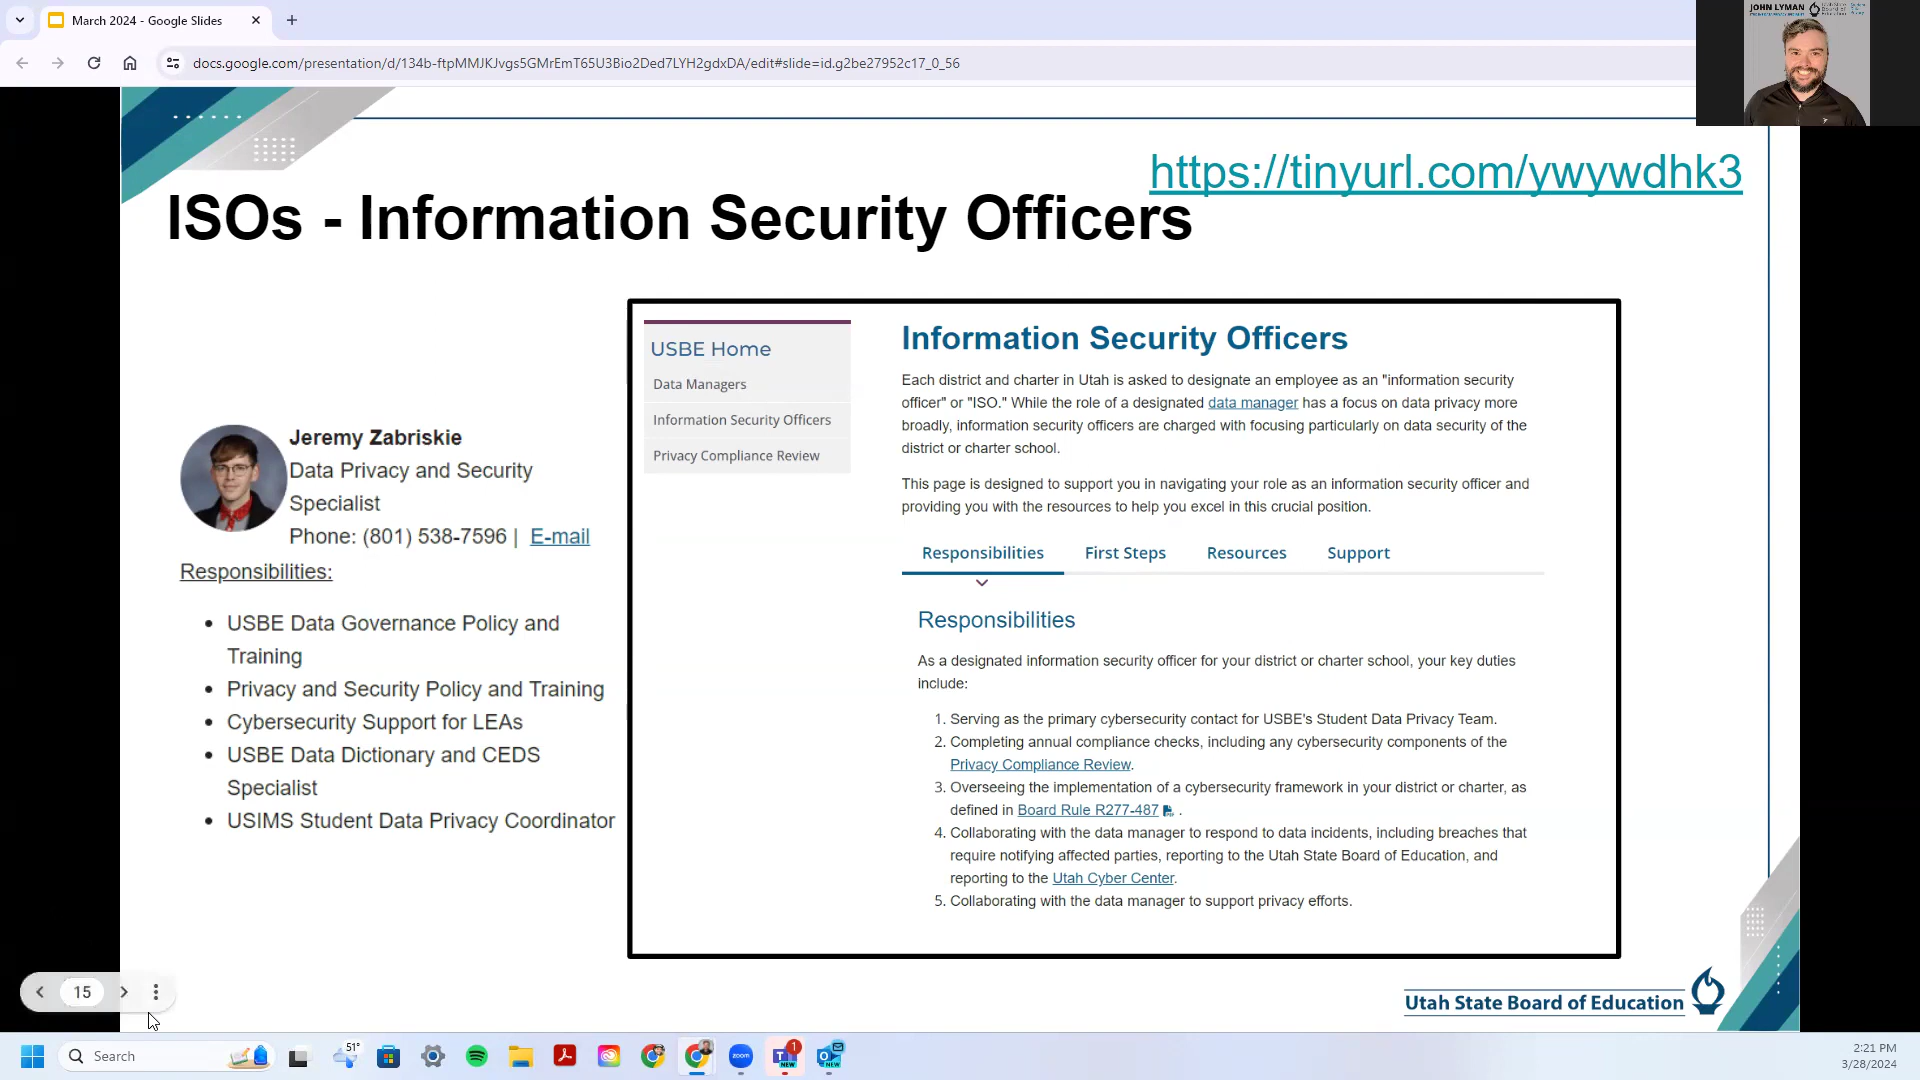 March 2024 - Google Slides
docs.google.com/presentation/d/134b-ftpMMJKJvgs5GMrEmT65U3Bio2Ded7LYH2gdxDA/edit#slide=id.g2be27952c17_0_56
JOHN LYMAN
https://tinyurl.com/ywywdhk3
ISOs - Information Security Officers
Jeremy Zabriskie
Data Privacy and Security
Specialist
Phone: (801) 538-7596 | E-mail
Responsibilities:
• USBE Data Governance Policy and
Training
• Privacy and Security Policy and Training
• Cybersecurity Support for LEAs
• USBE Data Dictionary and CEDS
Specialist
• USIMS Student Data Privacy Coordinator
USBE Home
Data Managers
Information Security Officers
Privacy Compliance Review
Information Security Officers
Each district and charter in Utah is asked to designate an employee as an "information security
officer" or "ISO." While the role of a designated data manager has a focus on data privacy more
broadly, information security officers are charged with focusing particularly on data security of the
district or charter school.
This page is designed to support you in navigating your role as an information security officer and
providing you with the resources to help you excel in this crucial position.
Responsibilities First Steps Resources Support
Responsibilities
As a designated information security officer for your district or charter school, your key duties
include:
1. Serving as the primary cybersecurity contact for USBE's Student Data Privacy Team.
2. Completing annual compliance checks, including any cybersecurity components of the
Privacy Compliance Review.
3. Overseeing the implementation of a cybersecurity framework in your district or charter, as
defined in Board Rule R277-487 .
4. Collaborating with the data manager to respond to data incidents, including breaches that
require notifying affected parties, reporting to the Utah State Board of Education, and
reporting to the Utah Cyber Center.
5. Collaborating with the data manager to support privacy efforts.
15
Utah State Board of Education
Search
51°
zoom
1
NEW
NEW
2:21 PM
3/28/2024